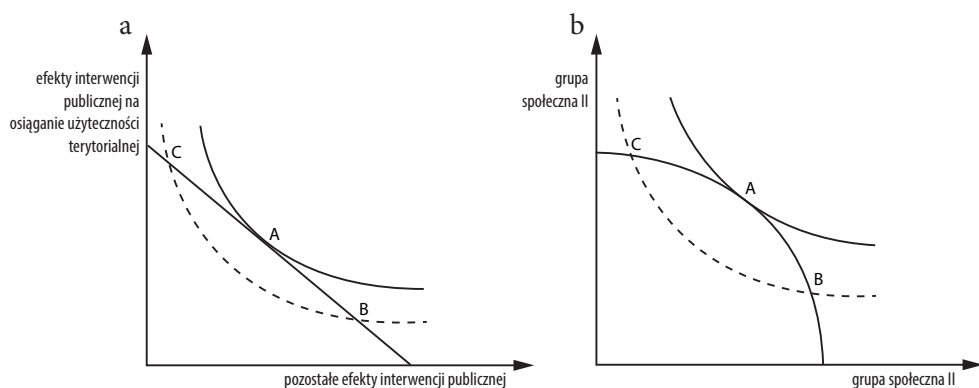 a
efekty interwencji
publicznej na
osiąganie użyteczności
terytorialnej
C
A
B
pozostałe efekty interwencji publicznej
b
grupa
społeczna II
C
A
B
grupa społeczna II